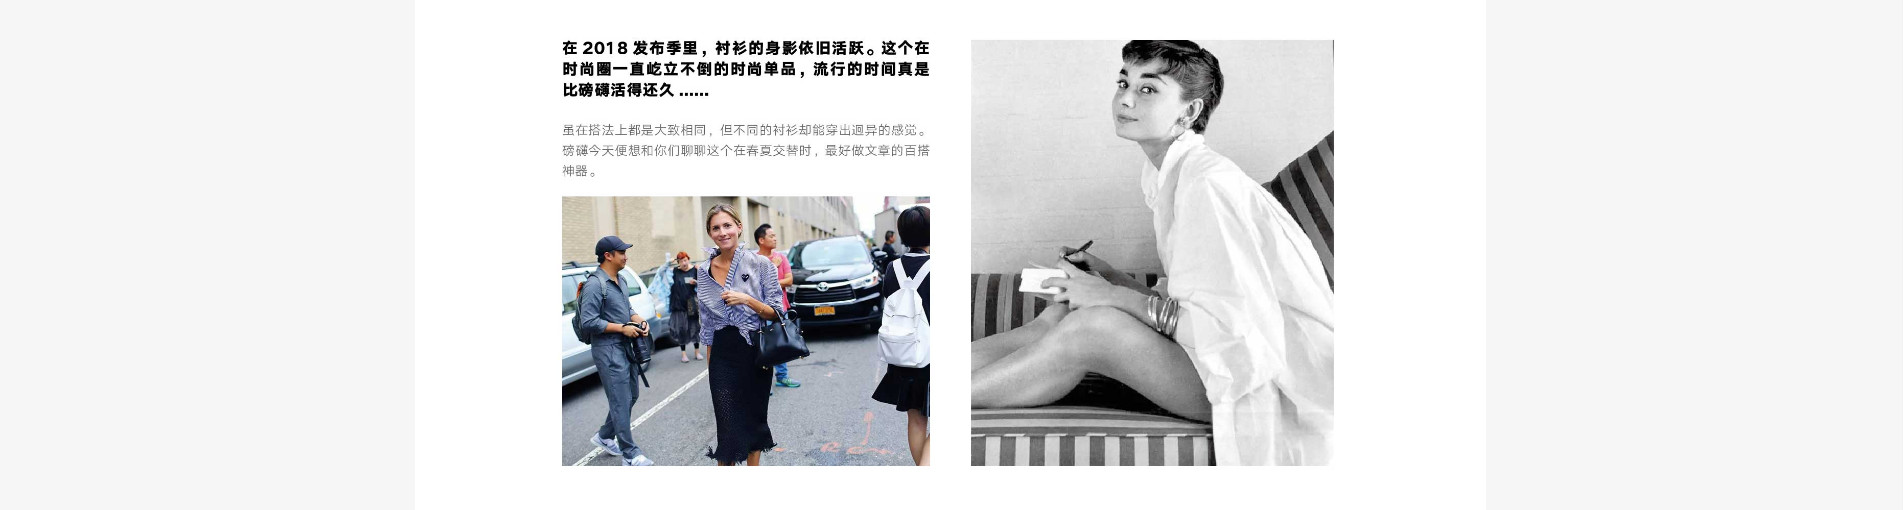 在 2018 发布季里，衬衫的身影依旧活跃。这个在
时尚圈一直屹立不倒的时尚单品，流行的时间真是
比磅礴活得还久 ......
虽在搭法上都是大致相同，但不同的衬衫却能穿出迥异的感觉。
磅礴今天便想和你们聊聊这个在春夏交替时，最好做文章的百搭
神器。